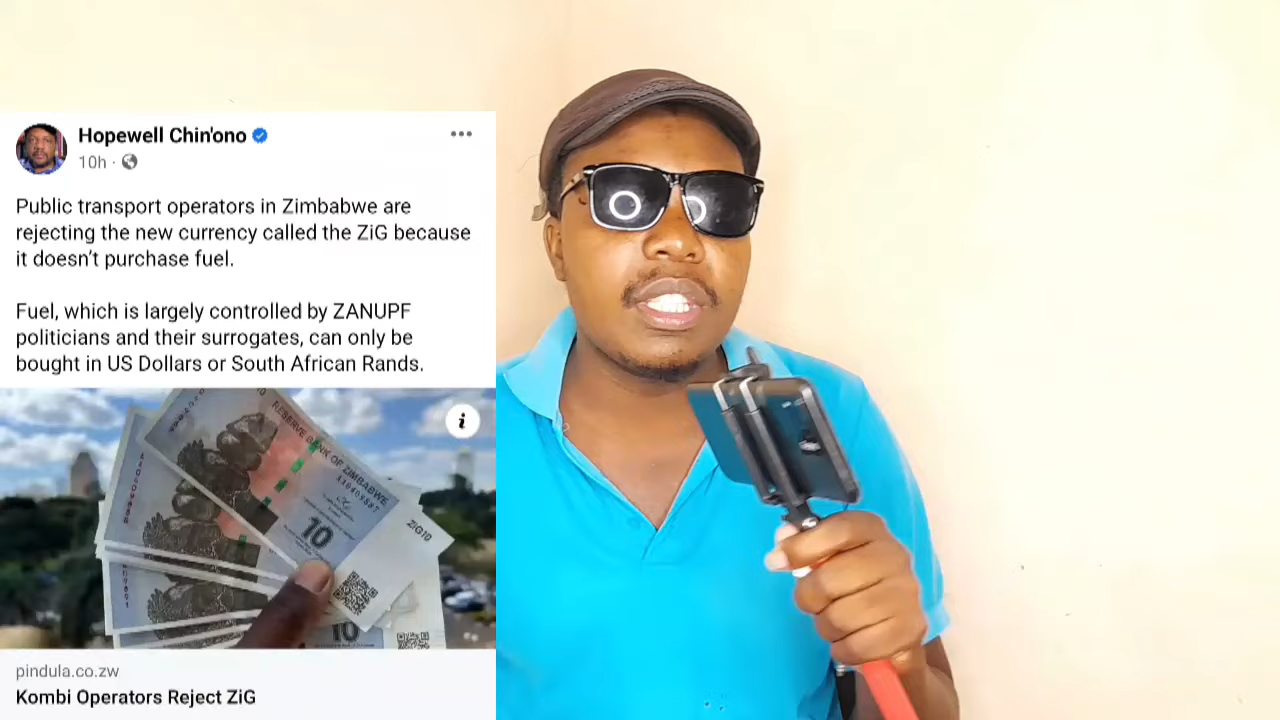 Hopewell Chin'ono
10h
Public transport operators in Zimbabwe are
rejecting the new currency called the ZiG because
it doesn't purchase fuel.
Fuel, which is largely controlled by ZANUPF
politicians and their surrogates, can only be
bought in US Dollars or South African Rands.
RESERVE BANK OF ZIMBABWE
10
ZiG10
10
pindula.co.zw
Kombi Operators Reject ZiG